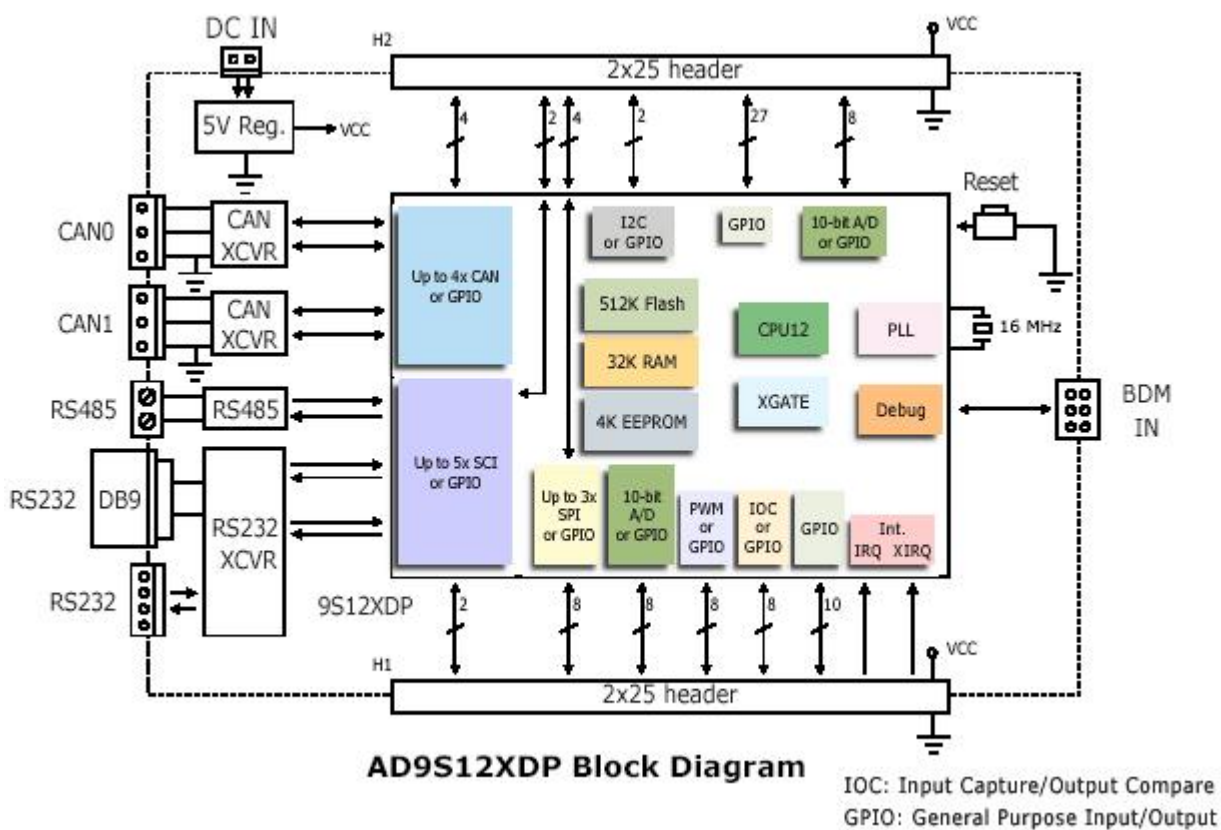 DC IN
H2
VCC
2x25 header
5V Reg.
VCC
4
2
4
2
27
8
CAN0
CAN
XCVR
Up to 4x CAN
or GPIO
I2C
or GPIO
GPIO
10-bit A/D
or GPIO
Reset
CAN1
CAN
XCVR
512K Flash
CPU12
PLL
16 MHz
32K RAM
RS485
RS485
4K EEPROM
XGATE
Debug
BDM
IN
RS232
DB9
RS232
XCVR
Up to 5x SCI
or GPIO
Up to 3x
SPI
or GPIO
10-bit
A/D
or GPIO
PWM
or
GPIO
IOC
or
GPIO
GPIO
Int.
IRQ XIRQ
RS232
9S12XDP
2
8
8
8
8
10
H1
VCC
2x25 header
AD9S12XDP Block Diagram
IOC: Input Capture/Output Compare
GPIO: General Purpose Input/Output